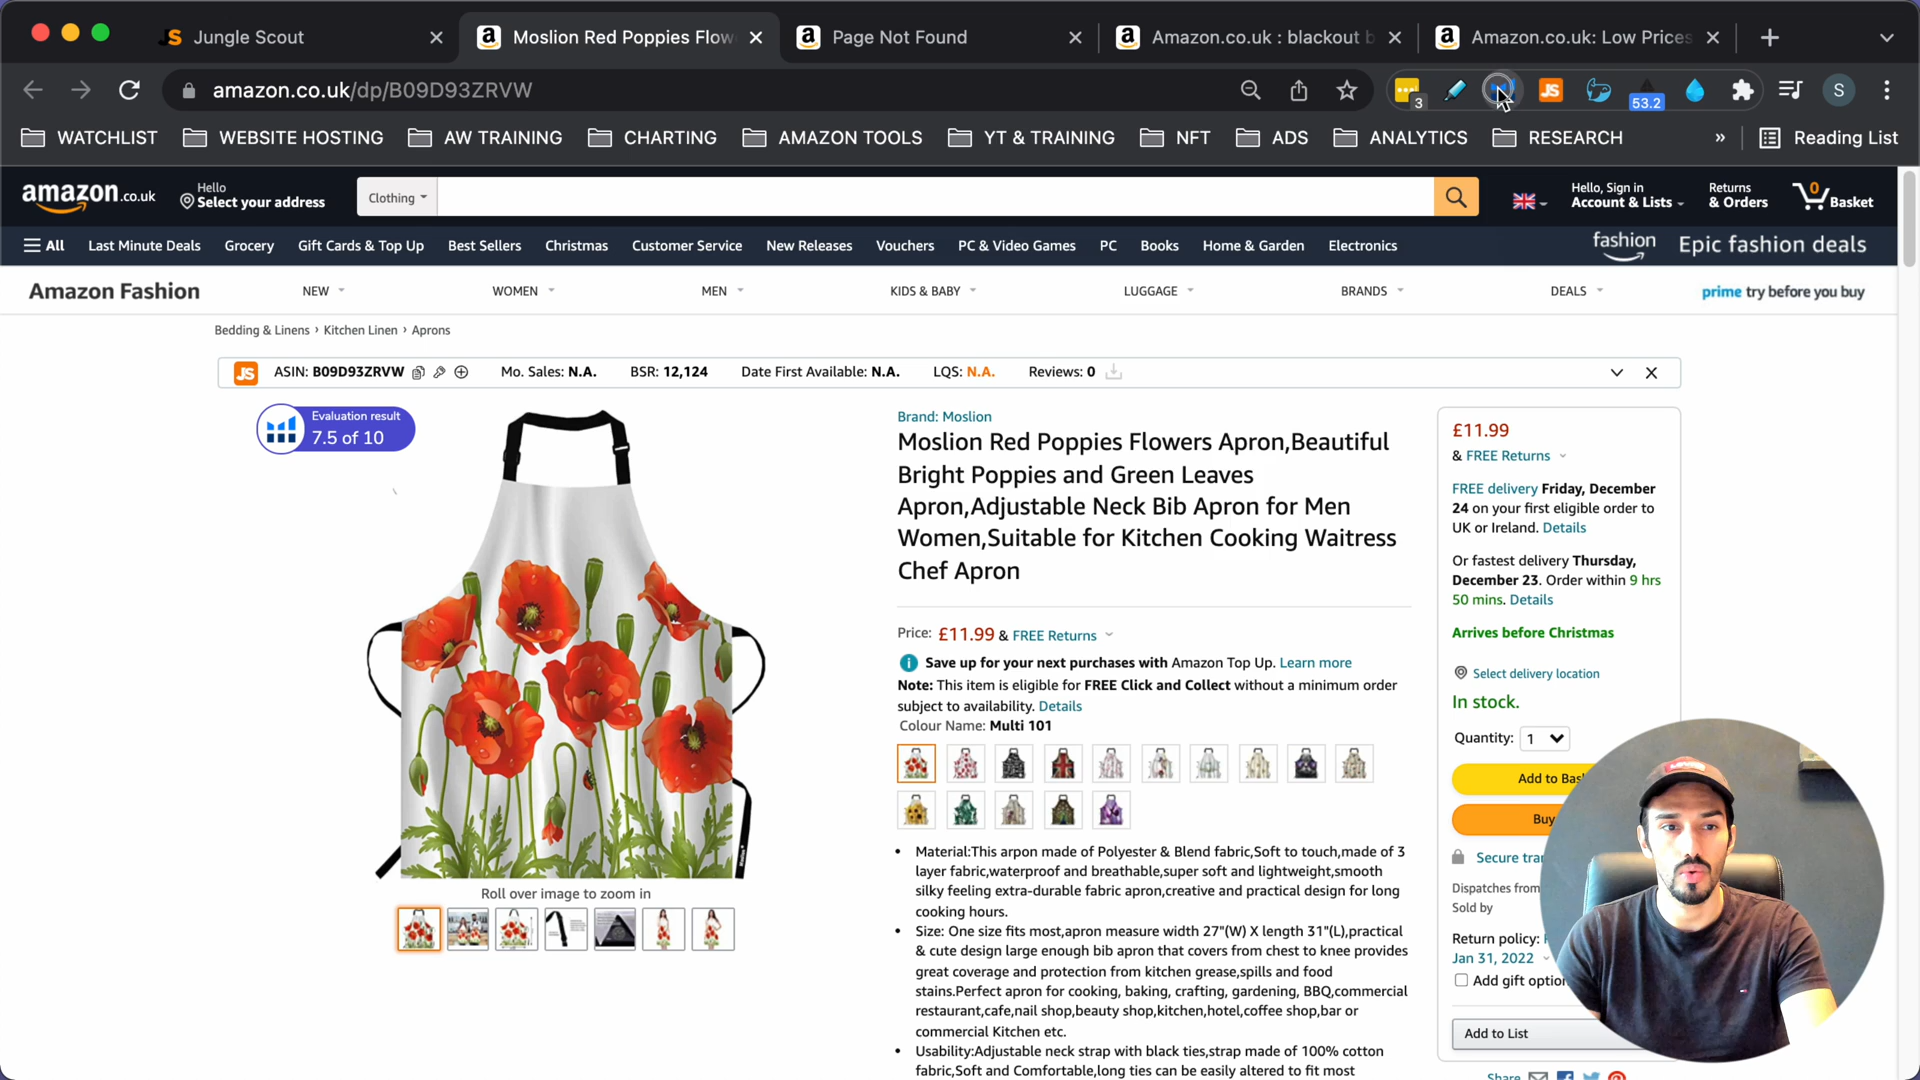 Jungle Scout
Moslion Red Poppies Flow
Page Not Found
Amazon.co.uk : blackout b
Amazon.co.uk: Low Prices
amazon.co.uk/dp/B09D93ZRVW
3
JS
53.2
S
WATCHLIST
WEBSITE HOSTING
AW TRAINING
CHARTING
AMAZON TOOLS
YT & TRAINING
NFT
ADS
ANALYTICS
RESEARCH
»
Reading List
amazon.co.uk
Hello
Select your address
Clothing
Hello, Sign in
Account & Lists
Returns
& Orders
0
Basket
All
Last Minute Deals
Grocery
Gift Cards & Top Up
Best Sellers
Christmas
Customer Service
New Releases
Vouchers
PC & Video Games
PC
Books
Home & Garden
Electronics
fashion
Epic fashion deals
Amazon Fashion
NEW
WOMEN
MEN
KIDS & BABY
LUGGAGE
BRANDS
DEALS
prime try before you buy
Bedding & Linens › Kitchen Linen › Aprons
JS
ASIN: B09D93ZRVW
Mo. Sales: N.A.
BSR: 12,124
Date First Available: N.A.
LQS: N.A.
Reviews: 0
Evaluation result
7.5 of 10
Roll over image to zoom in
Brand: Moslion
Moslion Red Poppies Flowers Apron,Beautiful
Bright Poppies and Green Leaves
Apron,Adjustable Neck Bib Apron for Men
Women,Suitable for Kitchen Cooking Waitress
Chef Apron
Price: £11.99 & FREE Returns
Save up for your next purchases with Amazon Top Up. Learn more
Note: This item is eligible for FREE Click and Collect without a minimum order
subject to availability. Details
Colour Name: Multi 101
• Material:This arpon made of Polyester & Blend fabric,Soft to touch,made of 3
layer fabric,waterproof and breathable,super soft and lightweight,smooth
silky feeling extra-durable fabric apron,creative and practical design for long
cooking hours.
• Size: One size fits most,apron measure width 27"(W) X length 31"(L),practical
& cute design large enough bib apron that covers from chest to knee provides
great coverage and protection from kitchen grease,spills and food
stains.Perfect apron for cooking, baking, crafting, gardening, BBQ,commercial
restaurant,cafe,nail shop,beauty shop,kitchen,hotel,coffee shop,bar or
commercial Kitchen etc.
• Usability:Adjustable neck strap with black ties,strap made of 100% cotton
fabric,Soft and Comfortable,long ties can be easily altered to fit most
£11.99
& FREE Returns
FREE delivery Friday, December
24 on your first eligible order to
UK or Ireland. Details
Or fastest delivery Thursday,
December 23. Order within 9 hrs
50 mins. Details
Arrives before Christmas
Select delivery location
In stock.
Quantity: 1
Add to Bas
Buy
Secure tra
Dispatches from
Sold by
Return policy:
Jan 31, 2022
Add gift option
Add to List
Share